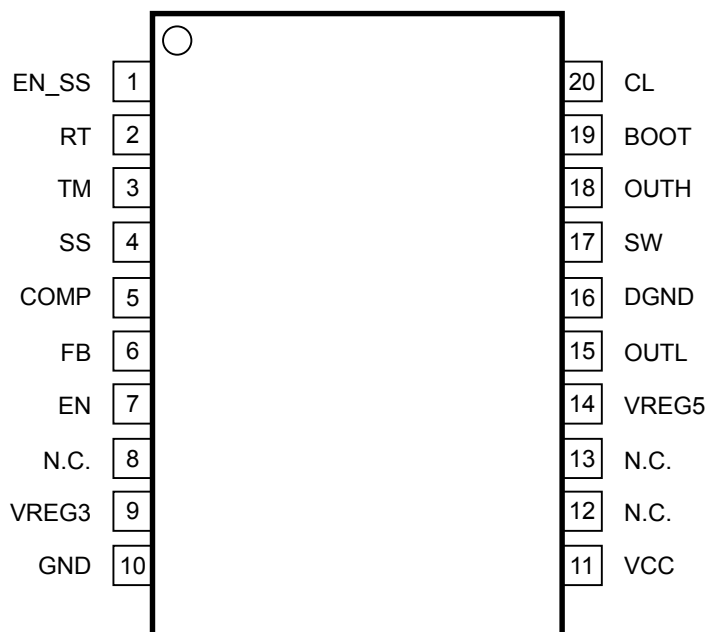 EN_SS 1 20 CL
RT 2 19 BOOT
TM 3 18 OUTH
SS 4 17 SW
COMP 5 16 DGND
FB 6 15 OUTL
EN 7 14 VREG5
N.C. 8 13 N.C.
VREG3 9 12 N.C.
GND 10 11 VCC